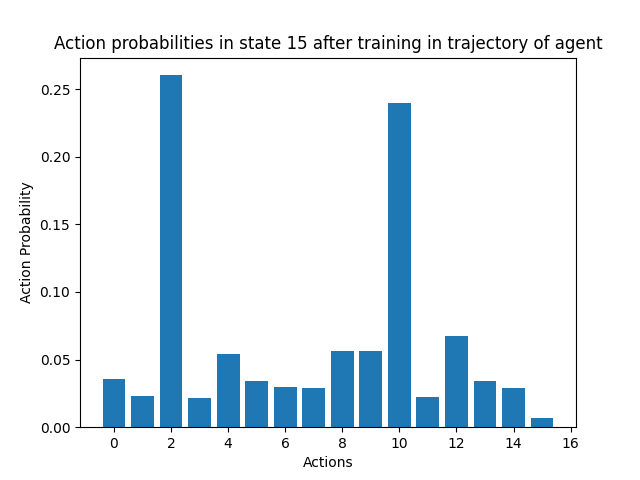 Action probabilities in state 15 after training in trajectory of agent
Action Probability
0.25
0.20
0.15
0.10
0.05
0.00
0 2 4 6 8 10 12 14 16
Actions